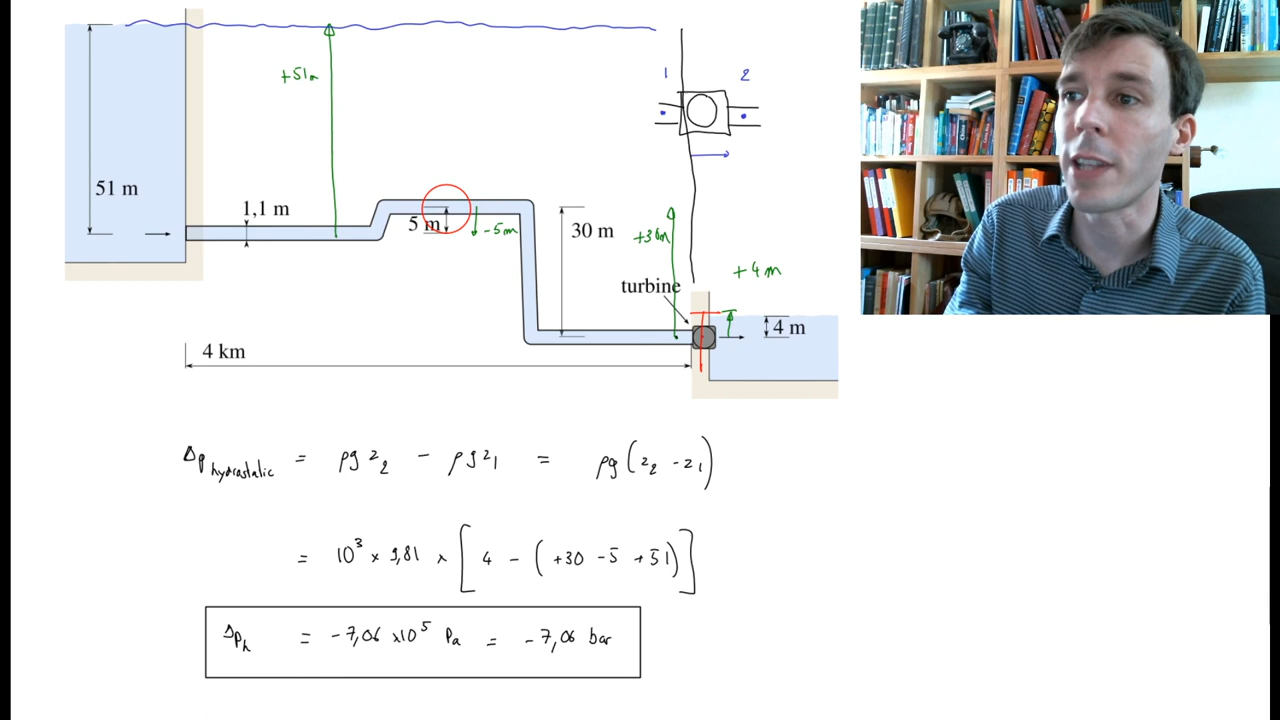 +51m
1
2
51 m
1,1 m
5 m
-5m
30 m
+30m
+4 m
turbine
4 m
4 km
Δp hydrostatic = ρg z₂ - ρg z₁ = ρg (z₂ - z₁)
= 10³ × 9,81 × [ 4 - ( +30 -5 +51 ) ]
Δpₕ = -7,06 ×10⁵ Pa = -7,06 bar